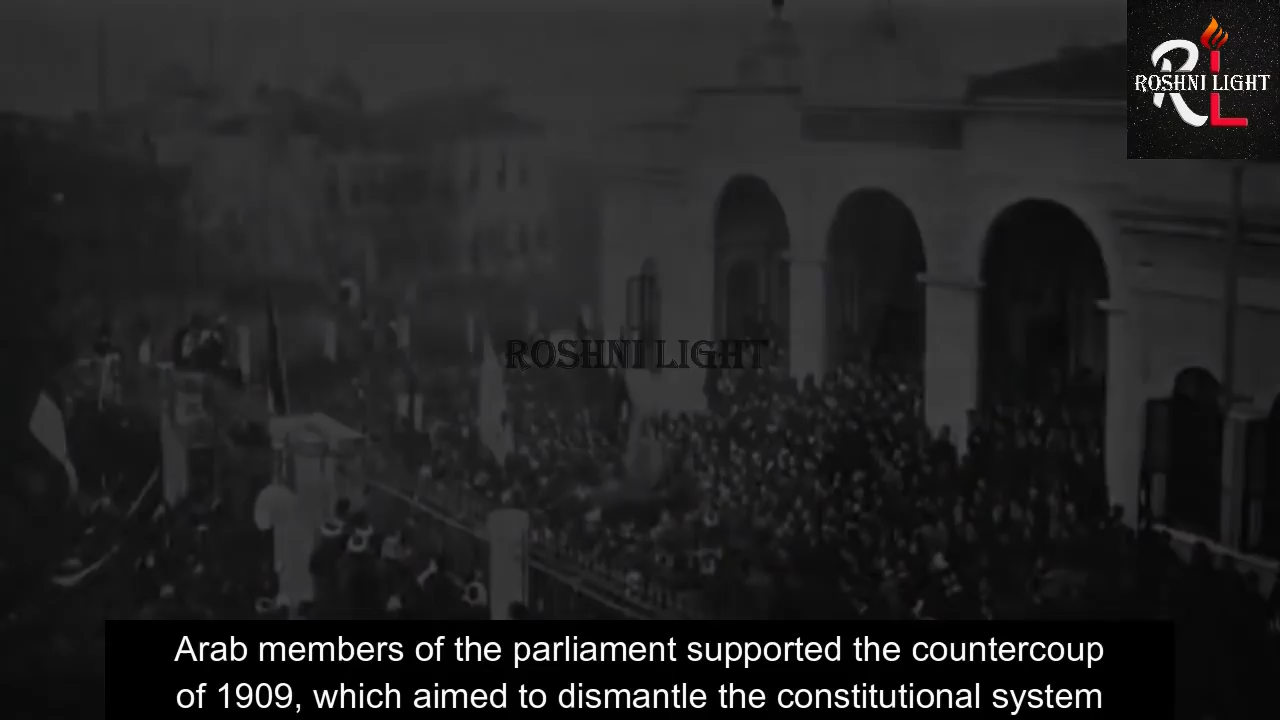 RL
ROSHNI LIGHT
ROSHNI LIGHT
Arab members of the parliament supported the countercoup
of 1909, which aimed to dismantle the constitutional system